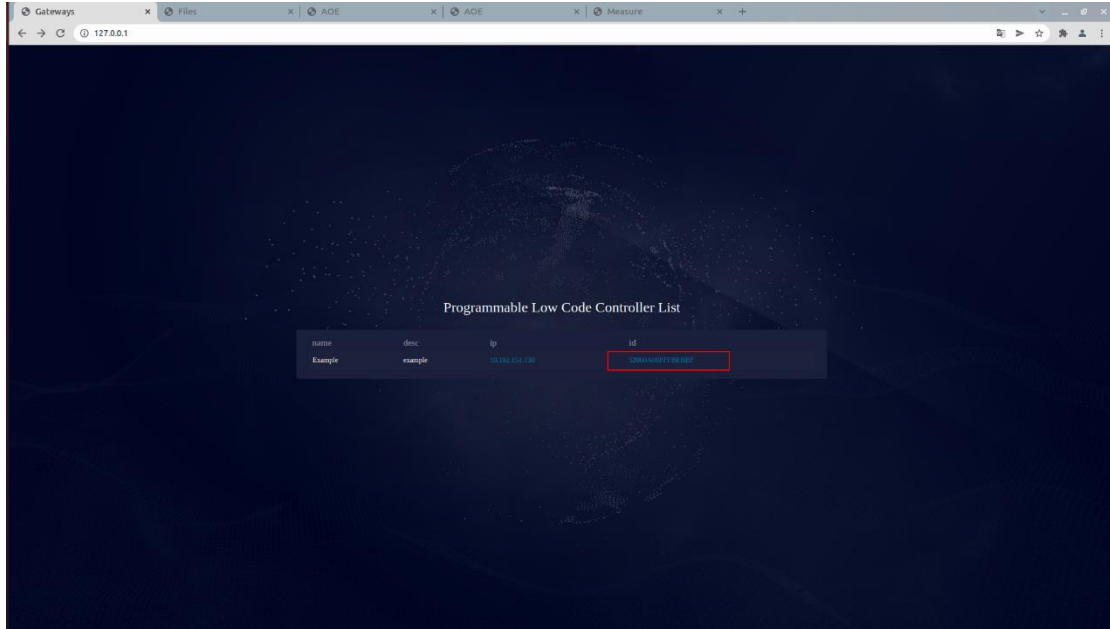 Gateways Files AOE AOE Measure
127.0.0.1
Programmable Low Code Controller List
name desc ip id
Example example